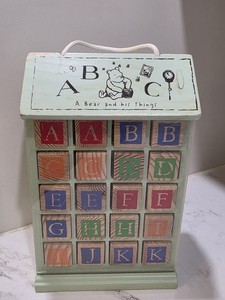 A B C
A Bear and his Things
A A B B
C D
E E F F
G H I
J K K